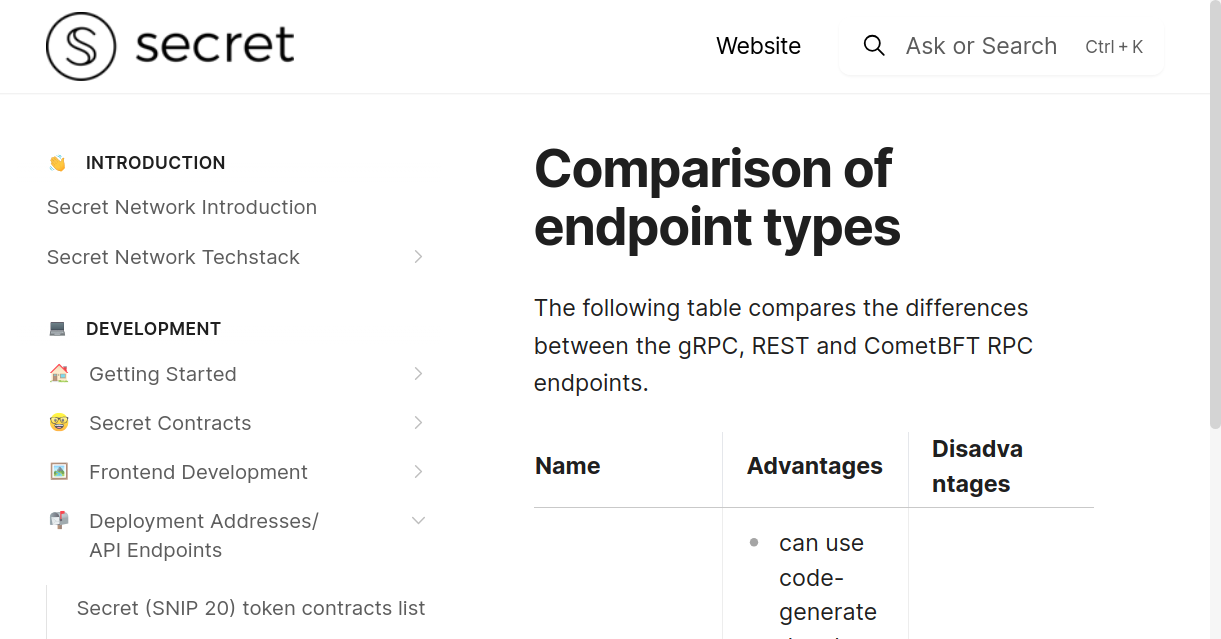 secret
Website
Ask or Search
Ctrl + K
INTRODUCTION
Secret Network Introduction
Secret Network Techstack
DEVELOPMENT
Getting Started
Secret Contracts
Frontend Development
Deployment Addresses/
API Endpoints
Secret (SNIP 20) token contracts list
Comparison of
endpoint types
The following table compares the differences
between the gRPC, REST and CometBFT RPC
endpoints.
Name
Advantages
Disadva
ntages
can use
code-
generate